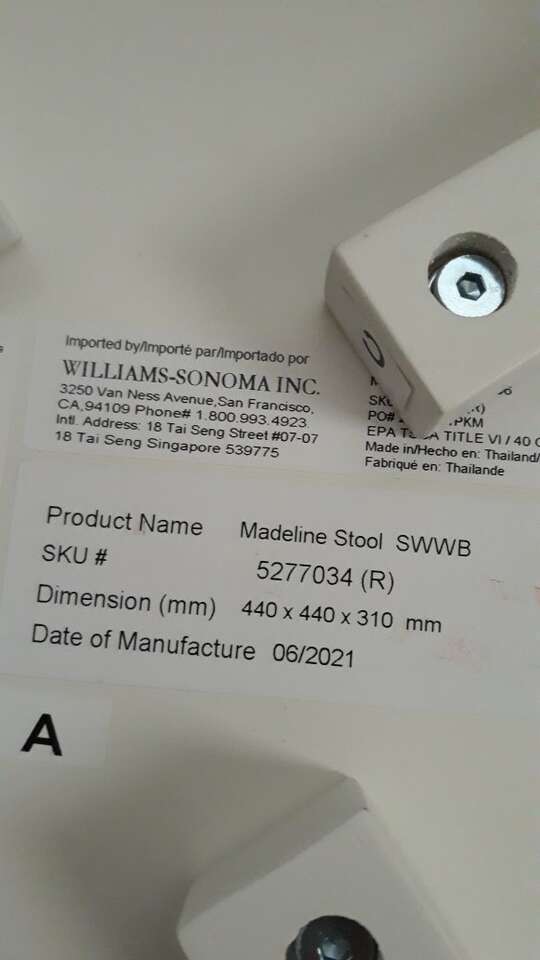 Imported by/Importé par/Importado por
WILLIAMS-SONOMA INC.
3250 Van Ness Avenue,San Francisco,
CA,94109 Phone# 1.800.993.4923.
Intl. Address: 18 Tai Seng Street #07-07
18 Tai Seng Singapore 539775
PO#
EPA TITLE VI / 40
Made in/Hecho en: Thailand/
Fabriqué en: Thailande
Product Name Madeline Stool SWWB
SKU # 5277034 (R)
Dimension (mm) 440 x 440 x 310 mm
Date of Manufacture 06/2021
A